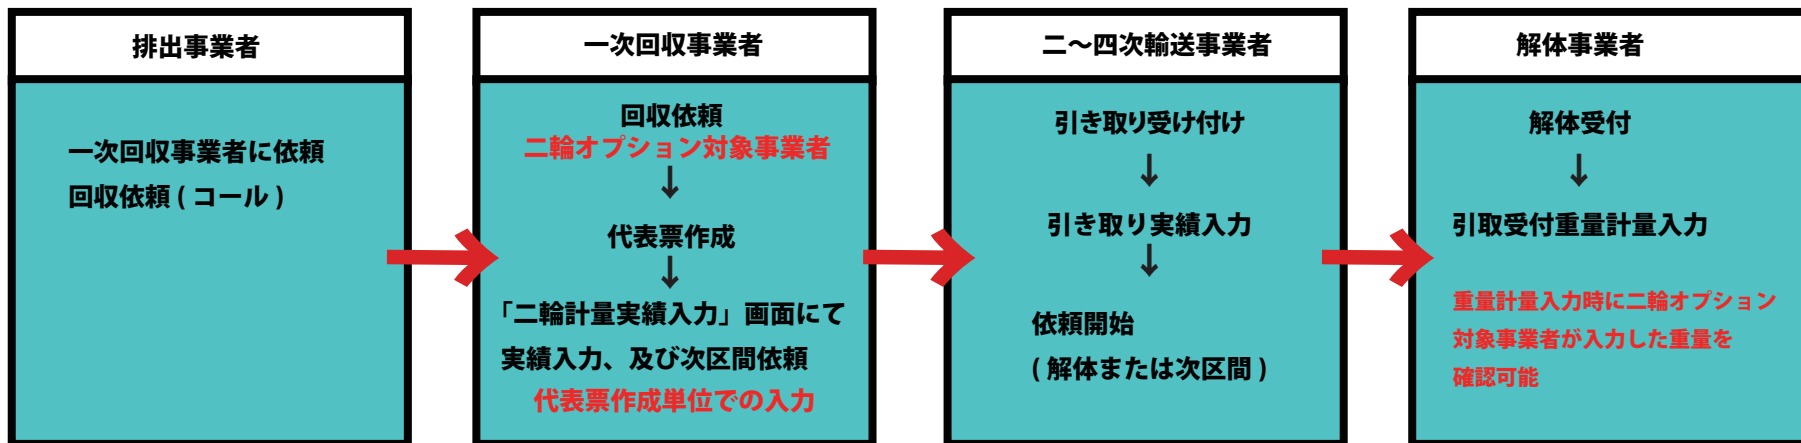 排出事業者
一次回収事業者に依頼
回収依頼 ( コール )
一次回収事業者
回収依頼
二輪オプション対象事業者
↓
代表票作成
↓
「二輪計量実績入力」画面にて
実績入力、及び次区間依頼
代表票作成単位での入力
二〜四次輸送事業者
引き取り受け付け
↓
引き取り実績入力
↓
依頼開始
( 解体または次区間 )
解体事業者
解体受付
↓
引取受付重量計量入力
重量計量入力時に二輪オプション
対象事業者が入力した重量を
確認可能